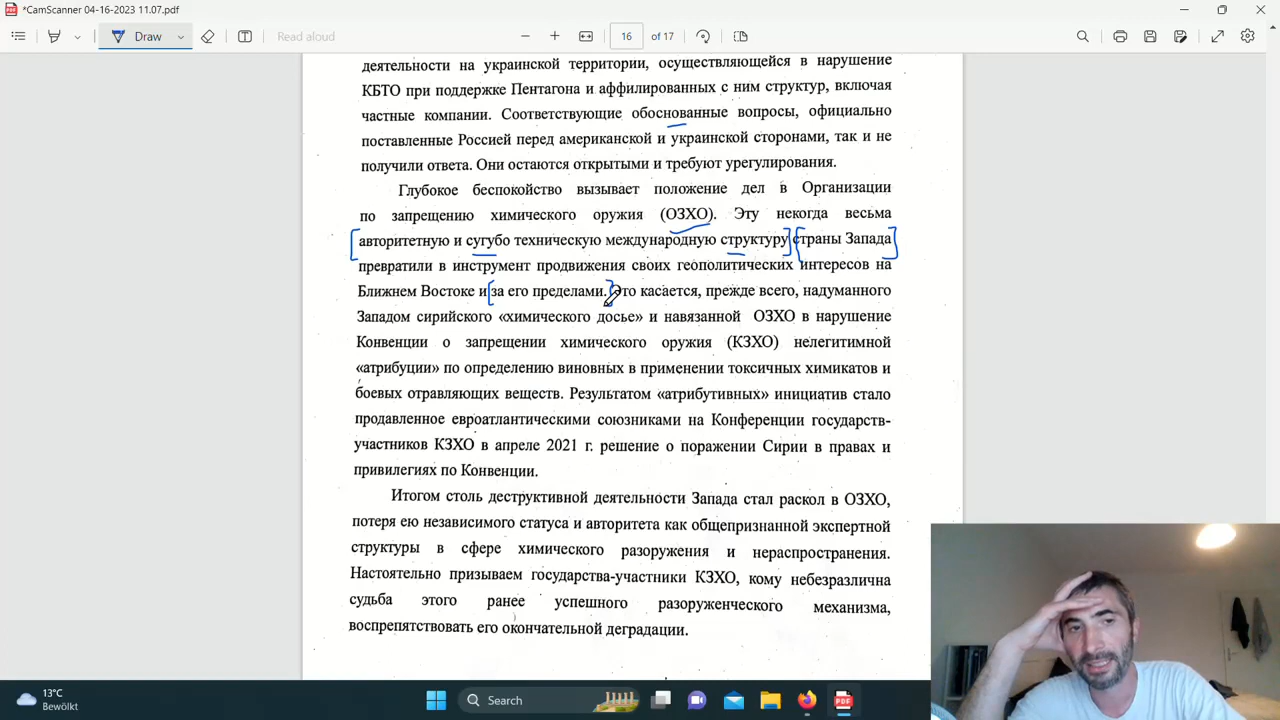 *CamScanner 04-16-2023 11.07.pdf
Draw
Read aloud
16 of 17
деятельности на украинской территории, осуществляющейся в нарушение
КБТО при поддержке Пентагона и аффилированных с ним структур, включая
частные компании. Соответствующие обоснованные вопросы, официально
поставленные Россией перед американской и украинской сторонами, так и не
получили ответа. Они остаются открытыми и требуют урегулирования.
Глубокое беспокойство вызывает положение дел в Организации
по запрещению химического оружия (ОЗХО). Эту некогда весьма
авторитетную и сугубо техническую международную структуру страны Запада
превратили в инструмент продвижения своих геополитических интересов на
Ближнем Востоке и за его пределами. Это касается, прежде всего, надуманного
Западом сирийского «химического досье» и навязанной ОЗХО в нарушение
Конвенции о запрещении химического оружия (КЗХО) нелегитимной
«атрибуции» по определению виновных в применении токсичных химикатов и
боевых отравляющих веществ. Результатом «атрибутивных» инициатив стало
продавленное евроатлантическими союзниками на Конференции государств-
участников КЗХО в апреле 2021 г. решение о поражении Сирии в правах и
привилегиях по Конвенции.
Итогом столь деструктивной деятельности Запада стал раскол в ОЗХО,
потеря ею независимого статуса и авторитета как общепризнанной экспертной
структуры в сфере химического разоружения и нераспространения.
Настоятельно призываем государства-участники КЗХО, кому небезразлична
судьба этого ранее успешного разоруженческого механизма,
воспрепятствовать его окончательной деградации.
13°C
Bewölkt
Search